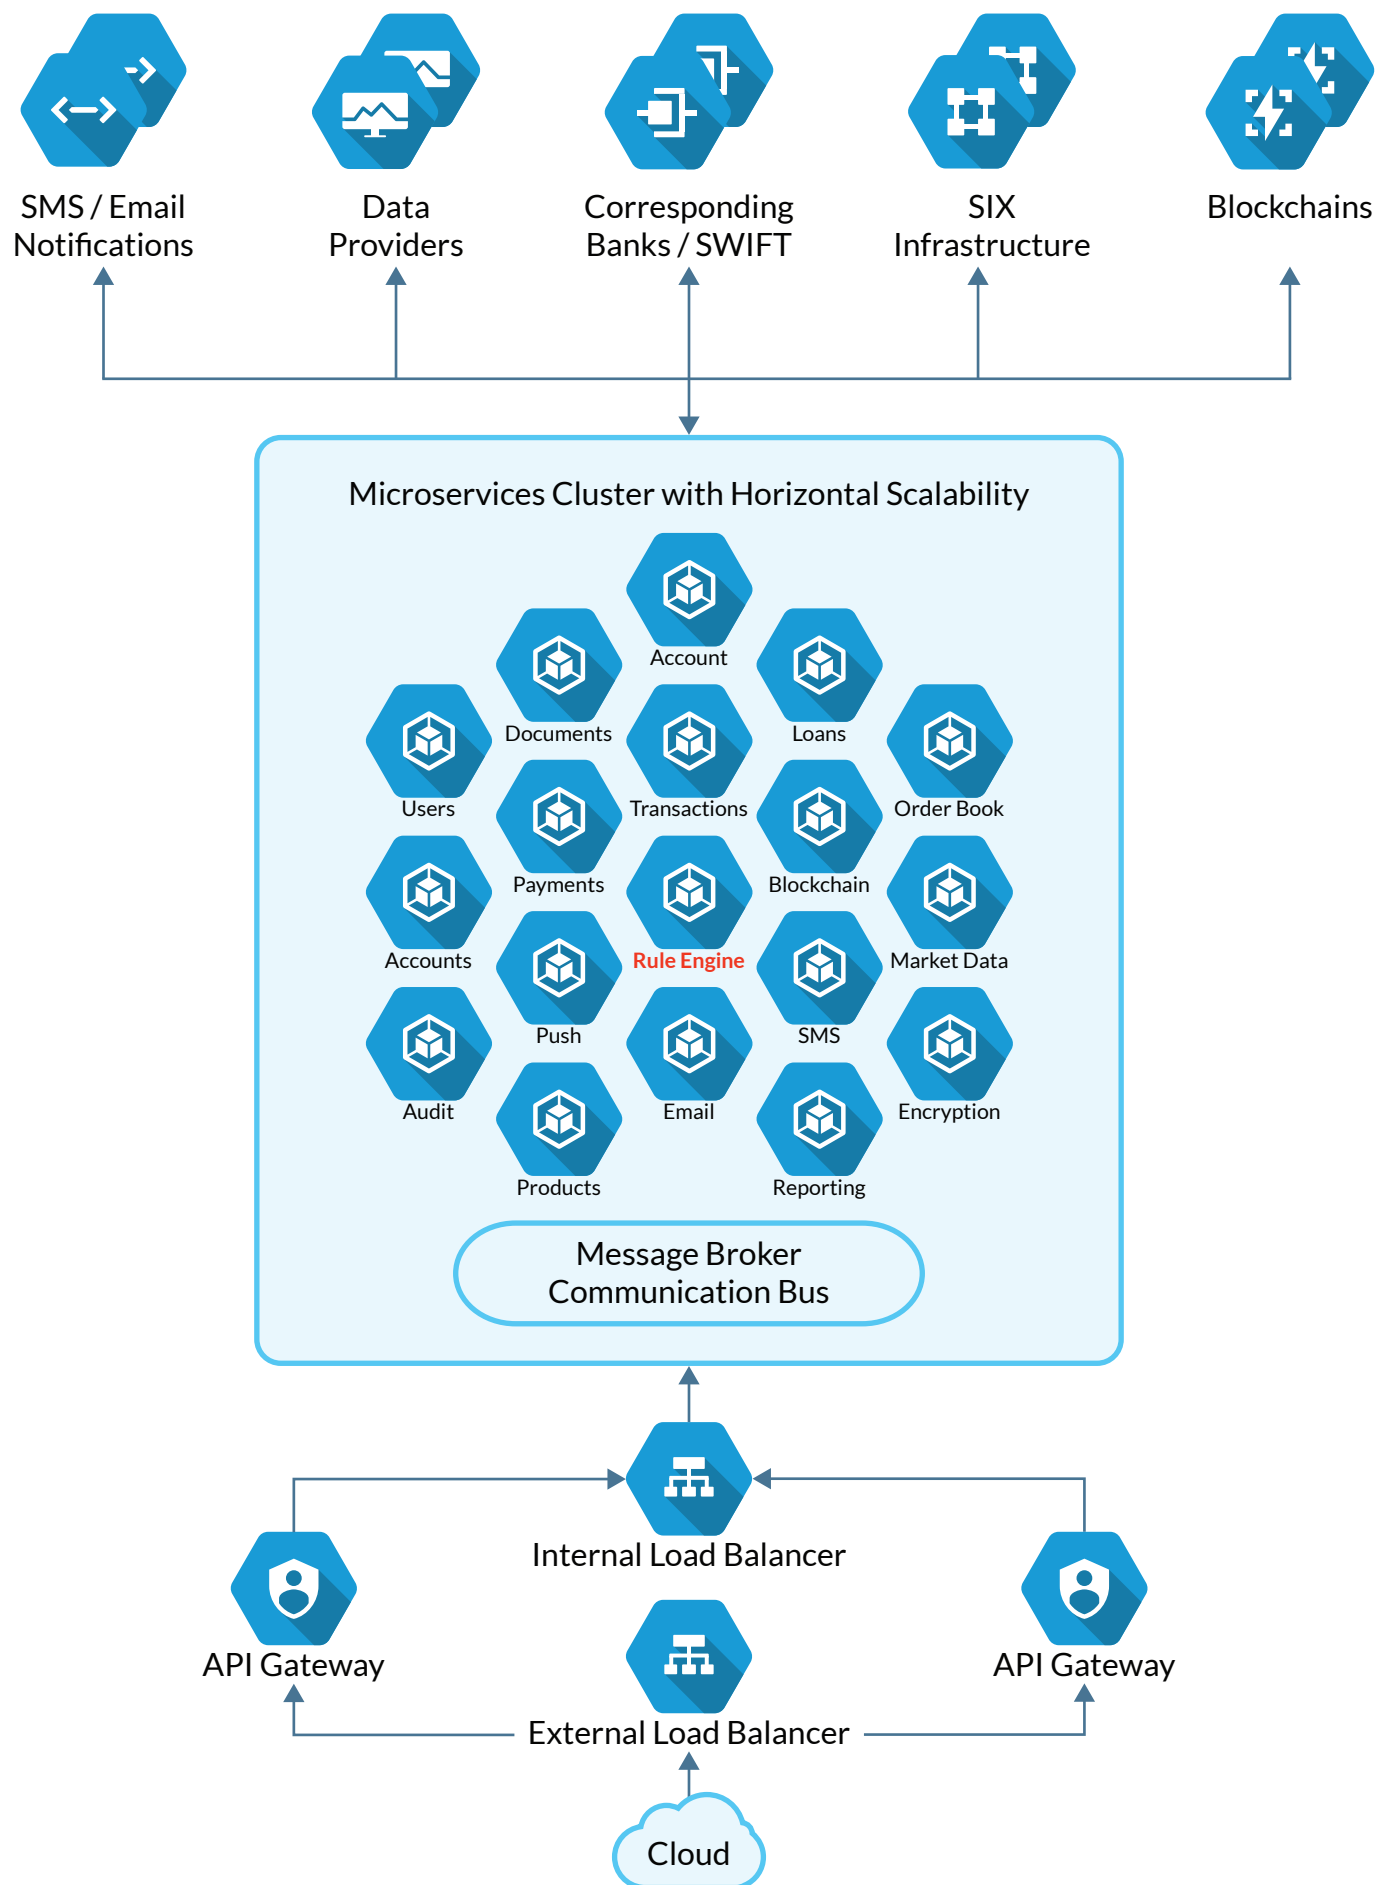 SMS / Email
Notifications
Data
Providers
Corresponding
Banks / SWIFT
SIX
Infrastructure
Blockchains
Microservices Cluster with Horizontal Scalability
Account
Documents
Loans
Users
Transactions
Order Book
Payments
Blockchain
Accounts
Rule Engine
Market Data
Push
SMS
Audit
Email
Encryption
Products
Reporting
Message Broker
Communication Bus
Internal Load Balancer
API Gateway
API Gateway
External Load Balancer
Cloud